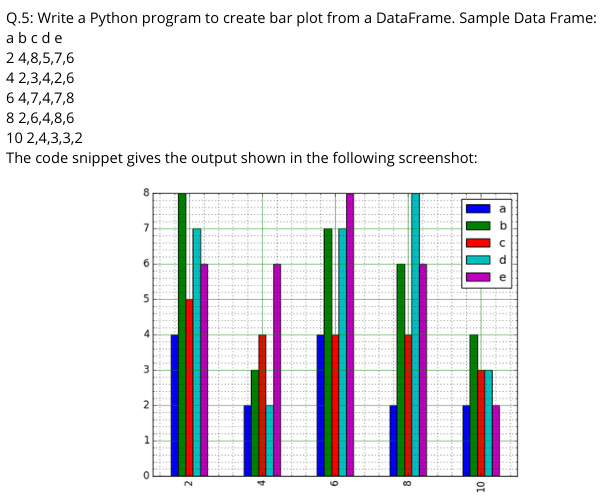 Q.5: Write a Python program to create bar plot from a DataFrame. Sample Data Frame:
a b c d e
2 4,8,5,7,6
4 2,3,4,2,6
6 4,7,4,7,8
8 2,6,4,8,6
10 2,4,3,3,2
The code snippet gives the output shown in the following screenshot:
8
7
6
5
4
3
2
1
0
a
b
c
d
e
2
4
6
8
10